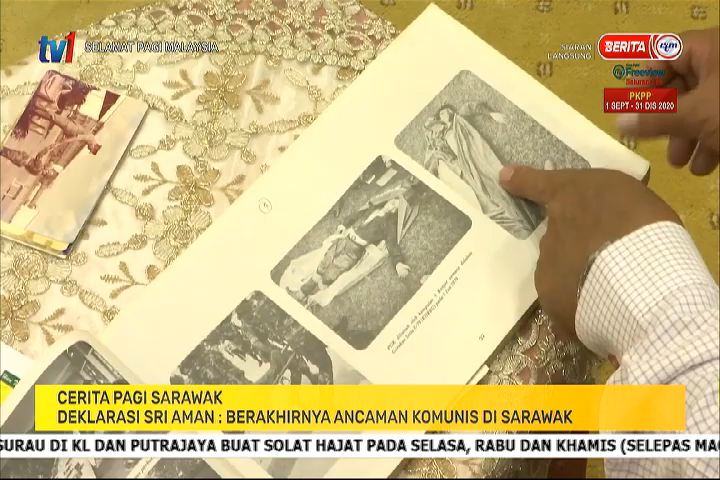 tv1
SELAMAT PAGI MALAYSIA
SIARAN
LANGSUNG
BERITA rtm
Freeview
PKPP
1 SEPT - 31 DIS 2020
CERITA PAGI SARAWAK
DEKLARASI SRI AMAN : BERAKHIRNYA ANCAMAN KOMUNIS DI SARAWAK
SURAU DI KL DAN PUTRAJAYA BUAT SOLAT HAJAT PADA SELASA, RABU DAN KHAMIS (SELEPAS MA